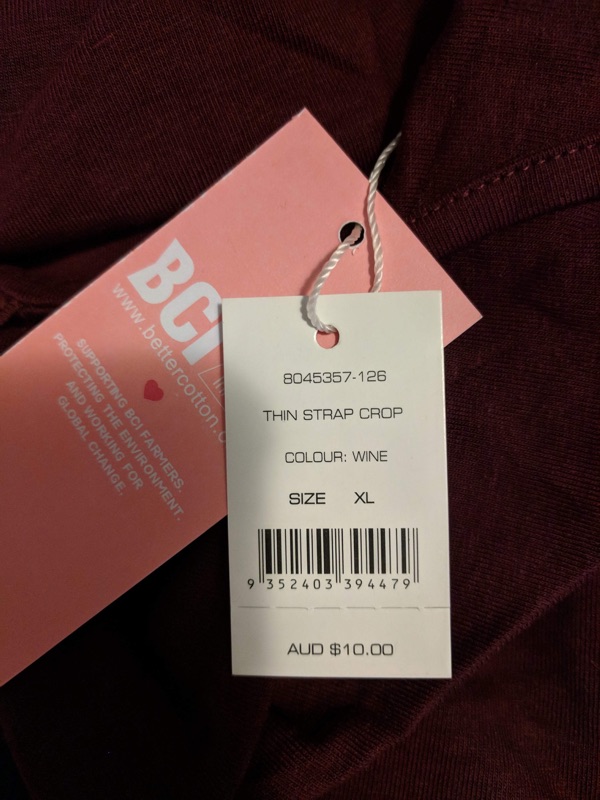 BCI
www.bettercotton.
SUPPORTING BCI FARMERS.
PROTECTING THE ENVIRONMENT.
AND WORKING FOR
GLOBAL CHANGE.
8045357-126
THIN STRAP CROP
COLOUR: WINE
SIZE XL
9 352403 394479
AUD $10.00